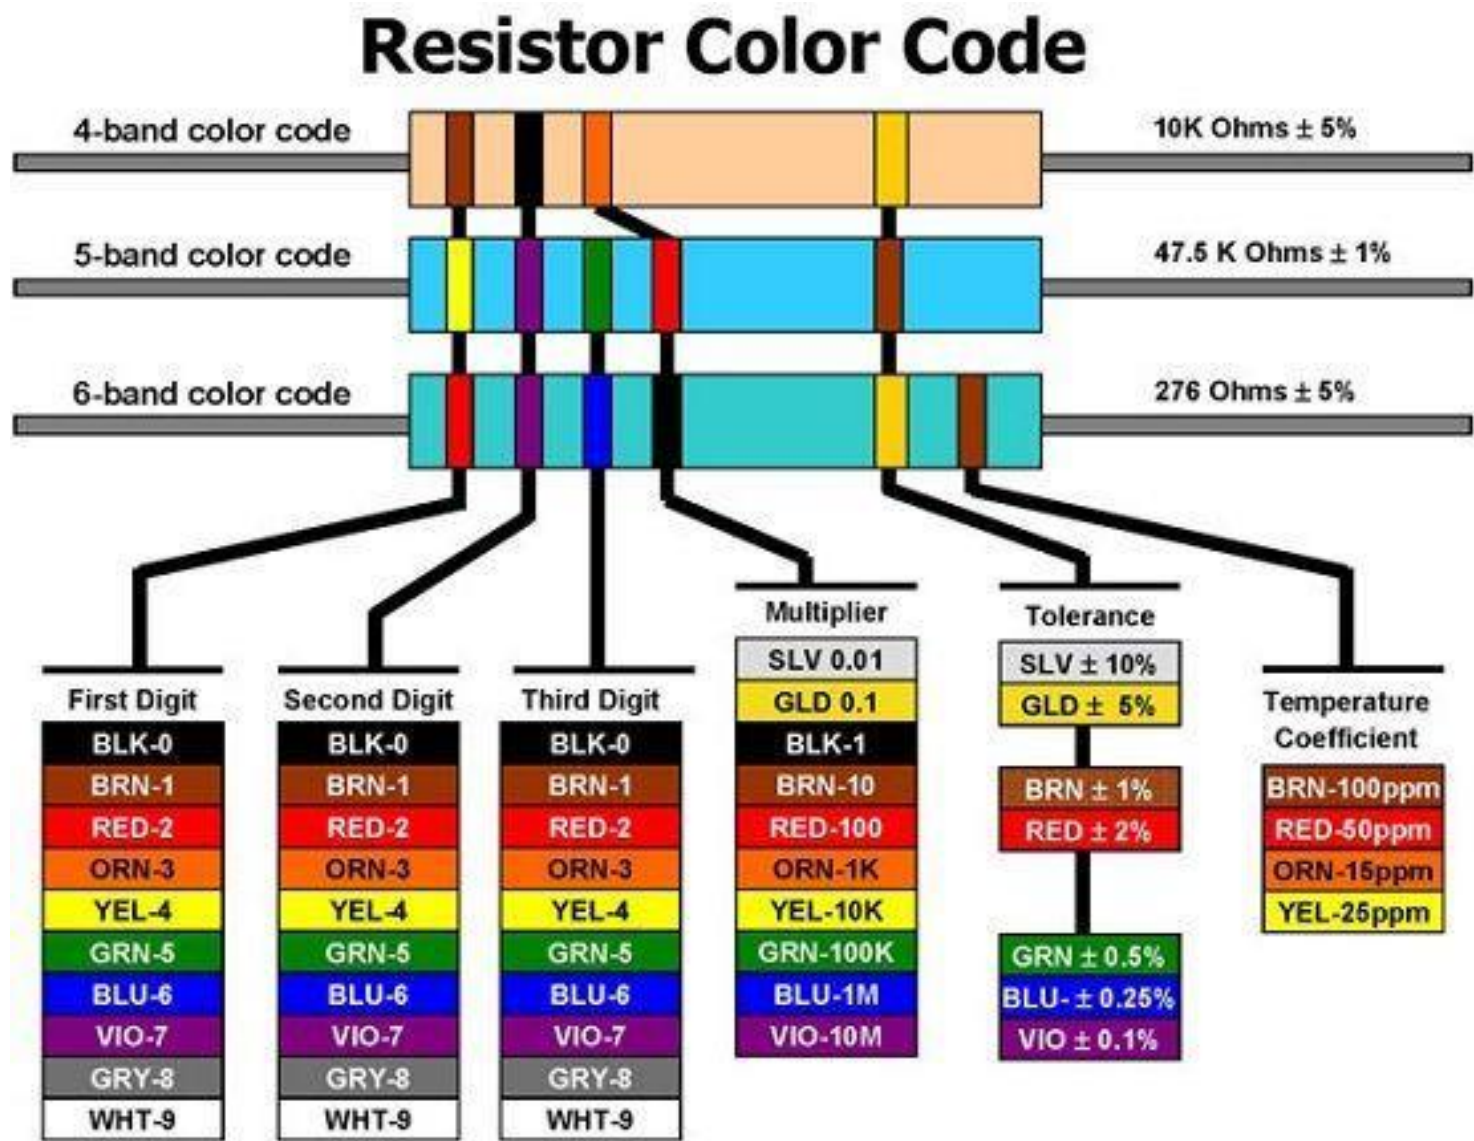 Resistor Color Code
4-band color code
10K Ohms ± 5%
5-band color code
47.5 K Ohms ± 1%
6-band color code
276 Ohms ± 5%
First Digit
BLK-0
BRN-1
RED-2
ORN-3
YEL-4
GRN-5
BLU-6
VIO-7
GRY-8
WHT-9
Second Digit
BLK-0
BRN-1
RED-2
ORN-3
YEL-4
GRN-5
BLU-6
VIO-7
GRY-8
WHT-9
Third Digit
BLK-0
BRN-1
RED-2
ORN-3
YEL-4
GRN-5
BLU-6
VIO-7
GRY-8
WHT-9
Multiplier
SLV 0.01
GLD 0.1
BLK-1
BRN-10
RED-100
ORN-1K
YEL-10K
GRN-100K
BLU-1M
VIO-10M
Tolerance
SLV ± 10%
GLD ± 5%
BRN ± 1%
RED ± 2%
GRN ± 0.5%
BLU- ± 0.25%
VIO ± 0.1%
Temperature
Coefficient
BRN-100ppm
RED-50ppm
ORN-15ppm
YEL-25ppm